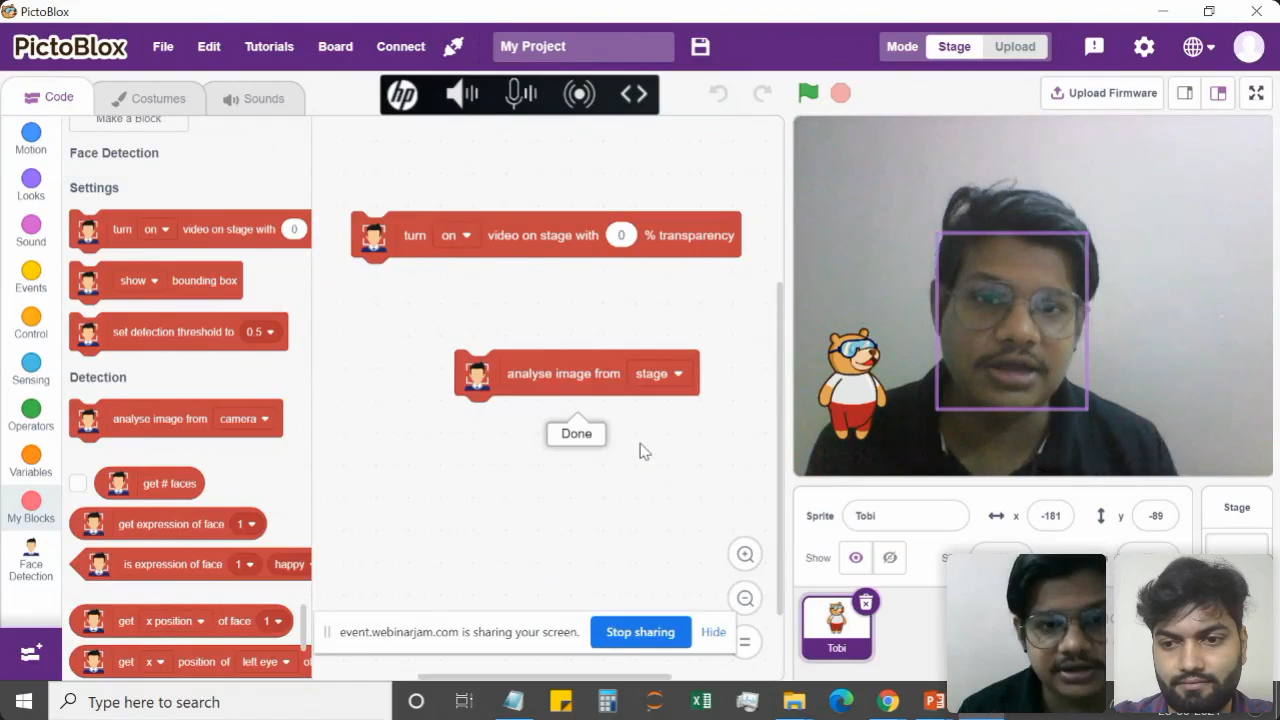 PictoBlox
PictoBlox File Edit Tutorials Board Connect My Project Mode Stage Upload
Code Costumes Sounds hp Upload Firmware
Make a Block
Face Detection
Settings
turn on video on stage with 0
show bounding box
set detection threshold to 0.5
Detection
analyse image from camera
get # faces
get expression of face 1
is expression of face 1 happy
get x position of face 1
get x position of left eye
Motion
Looks
Sound
Events
Control
Sensing
Operators
Variables
My Blocks
Face
Detection
turn on video on stage with 0 % transparency
analyse image from stage
Done
event.webinarjam.com is sharing your screen. Stop sharing Hide
Sprite Tobi x -181 y -89
Show
Tobi
Stage
Type here to search